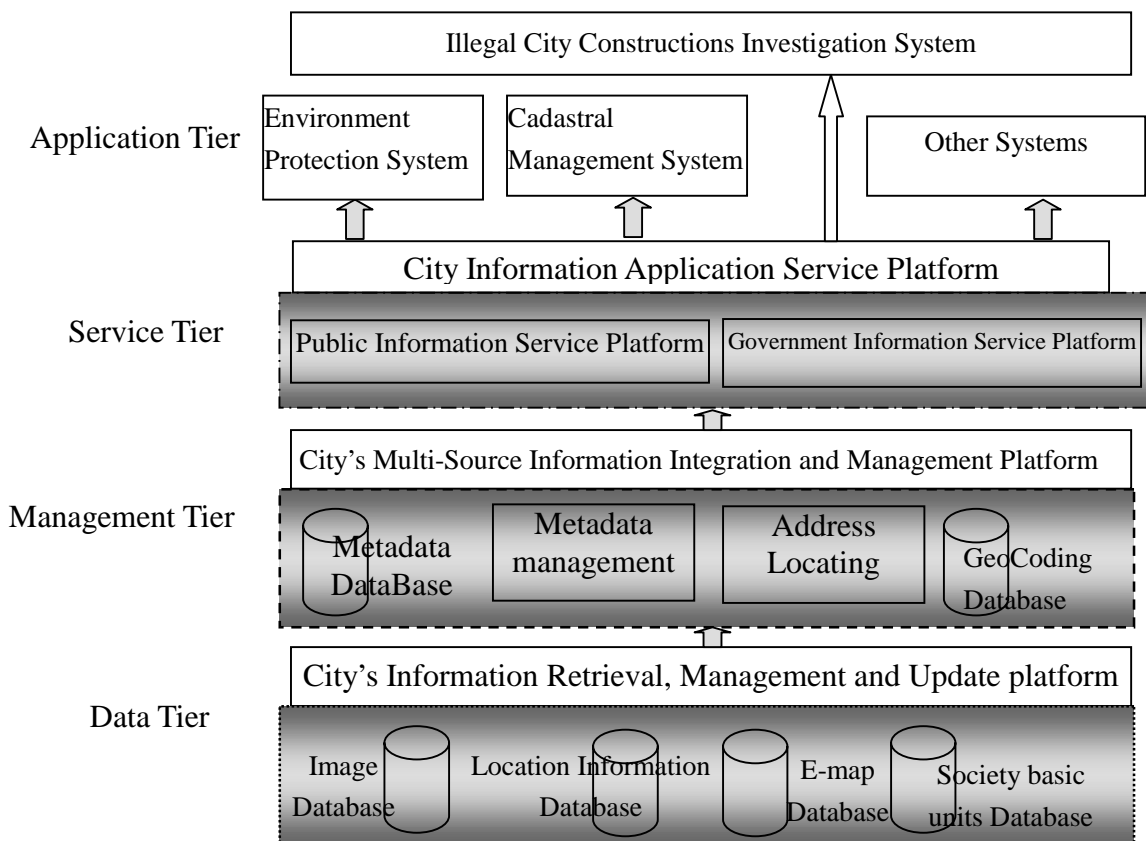 Illegal City Constructions Investigation System
Application Tier
Environment
Protection System
Cadastral
Management System
Other Systems
City Information Application Service Platform
Service Tier
Public Information Service Platform
Government Information Service Platform
City's Multi-Source Information Integration and Management Platform
Management Tier
Metadata
DataBase
Metadata
management
Address
Locating
GeoCoding
Database
City's Information Retrieval, Management and Update platform
Data Tier
Image
Database
Location Information
Database
E-map
Database
Society basic
units Database